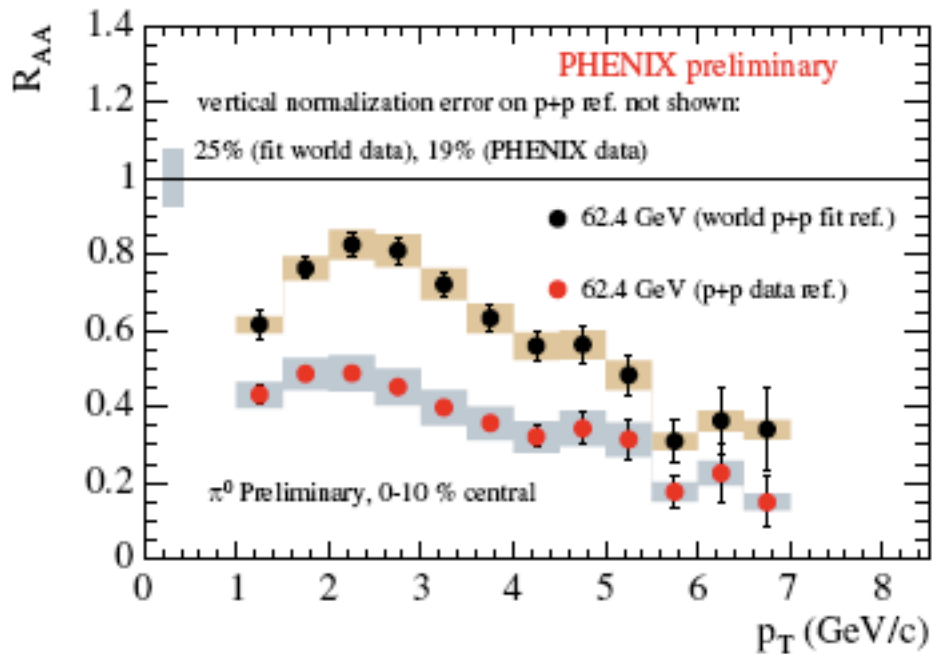 R_AA
1.4
PHENIX preliminary
1.2
vertical normalization error on p+p ref. not shown:
25% (fit world data), 19% (PHENIX data)
1
62.4 GeV (world p+p fit ref.)
0.8
62.4 GeV (p+p data ref.)
0.6
0.4
0.2
π⁰ Preliminary, 0-10 % central
0
0 1 2 3 4 5 6 7 8
p_T (GeV/c)